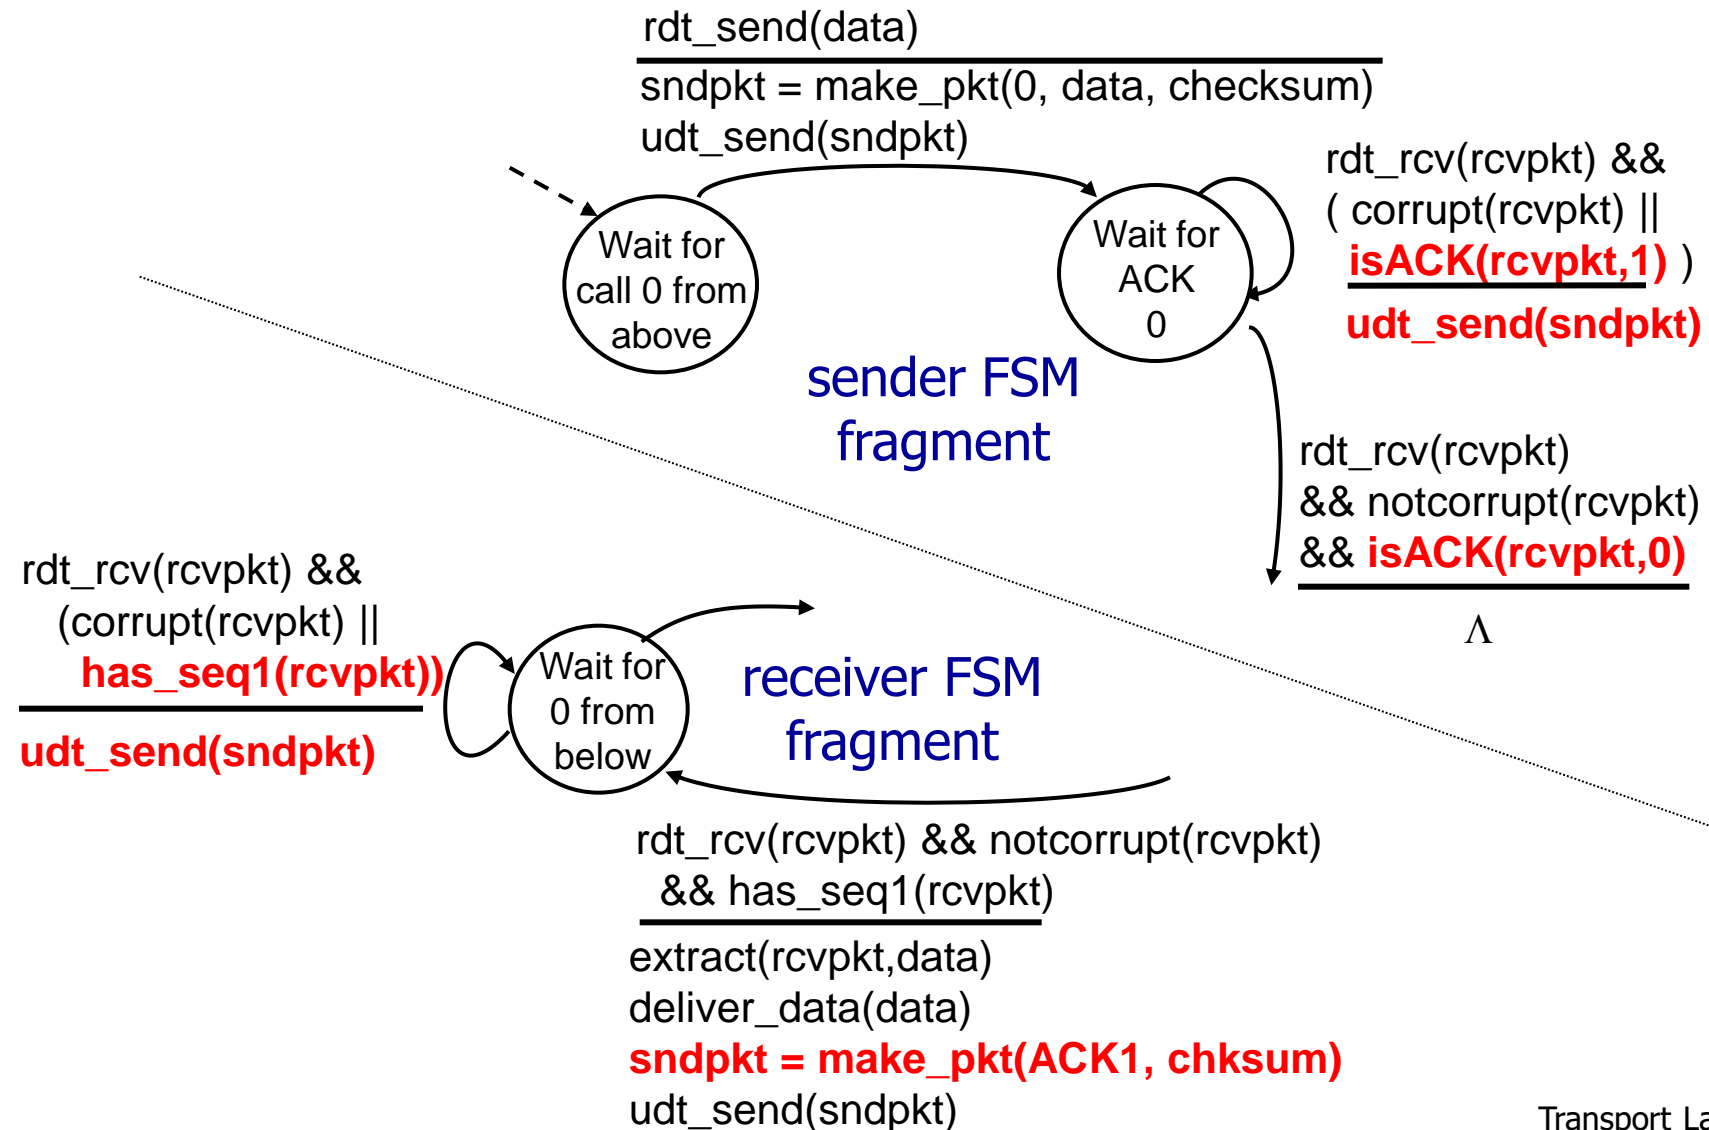 rdt_send(data)
sndpkt = make_pkt(0, data, checksum)
udt_send(sndpkt)
rdt_rcv(rcvpkt) &&
( corrupt(rcvpkt) ||
isACK(rcvpkt,1) )
udt_send(sndpkt)
Wait for
call 0 from
above
Wait for
ACK
0
sender FSM
fragment
rdt_rcv(rcvpkt)
&& notcorrupt(rcvpkt)
&& isACK(rcvpkt,0)
Λ
rdt_rcv(rcvpkt) &&
(corrupt(rcvpkt) ||
has_seq1(rcvpkt))
udt_send(sndpkt)
Wait for
0 from
below
receiver FSM
fragment
rdt_rcv(rcvpkt) && notcorrupt(rcvpkt)
&& has_seq1(rcvpkt)
extract(rcvpkt,data)
deliver_data(data)
sndpkt = make_pkt(ACK1, chksum)
udt_send(sndpkt)
Transport La